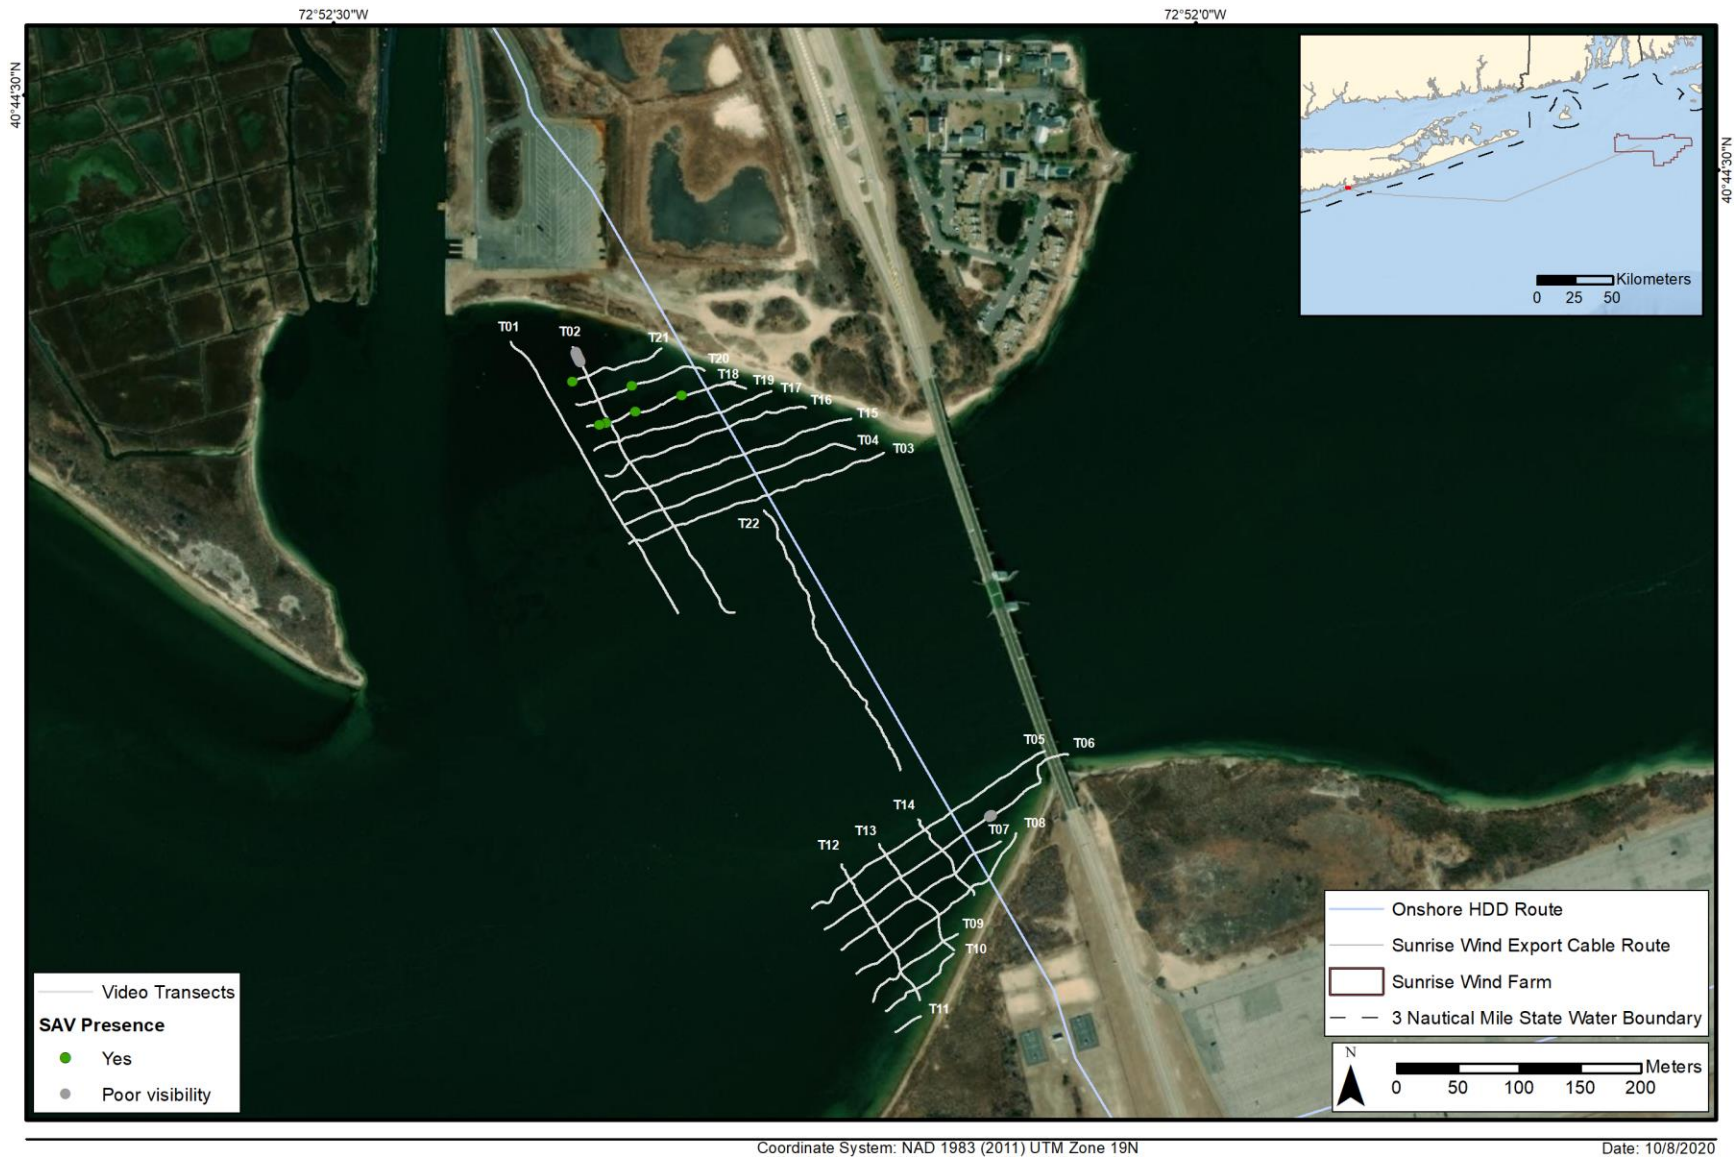 72°52'30"W
72°52'0"W
40°44'30"N
40°44'30"N
Kilometers
0 25 50
T01
T02
T21
T20
T18
T19
T17
T16
T15
T04
T03
T22
T05
T06
T14
T07
T08
T13
T12
T09
T10
T11
Video Transects
SAV Presence
Yes
Poor visibility
Onshore HDD Route
Sunrise Wind Export Cable Route
Sunrise Wind Farm
3 Nautical Mile State Water Boundary
N
Meters
0 50 100 150 200
Coordinate System: NAD 1983 (2011) UTM Zone 19N
Date: 10/8/2020